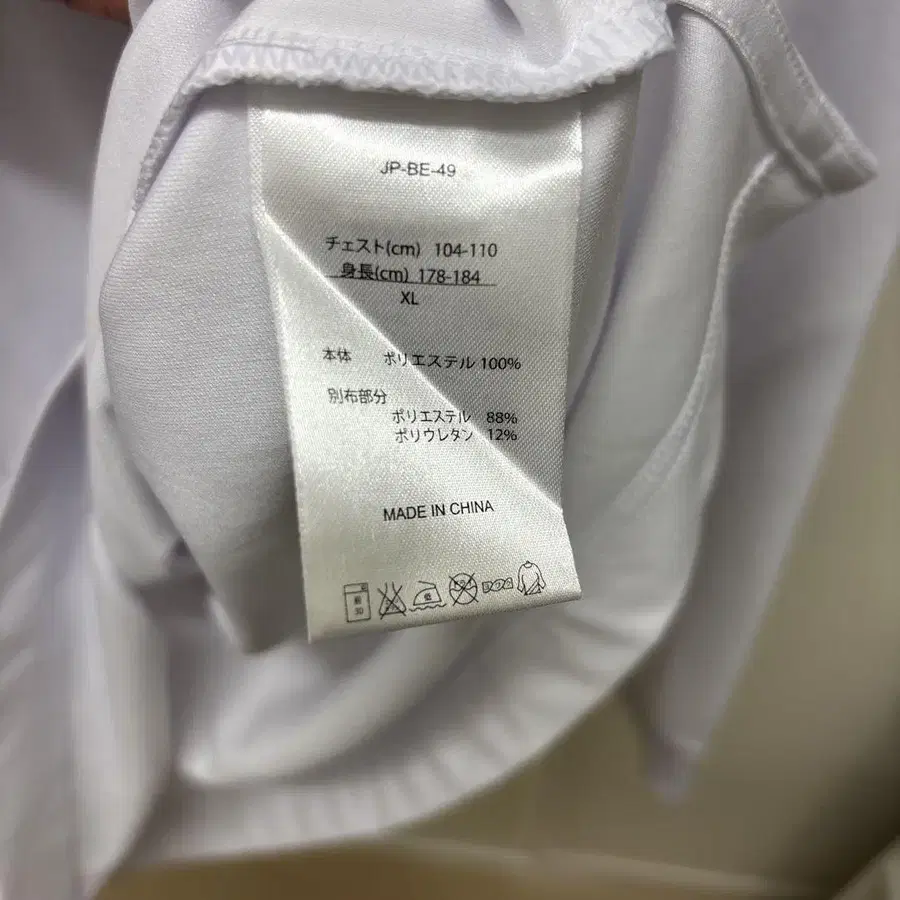 JP-BE-49
チェスト(cm) 104-110
身長(cm) 178-184
XL
本体 ポリエステル 100%
別布部分
ポリエステル 88%
ポリウレタン 12%
MADE IN CHINA
30
低